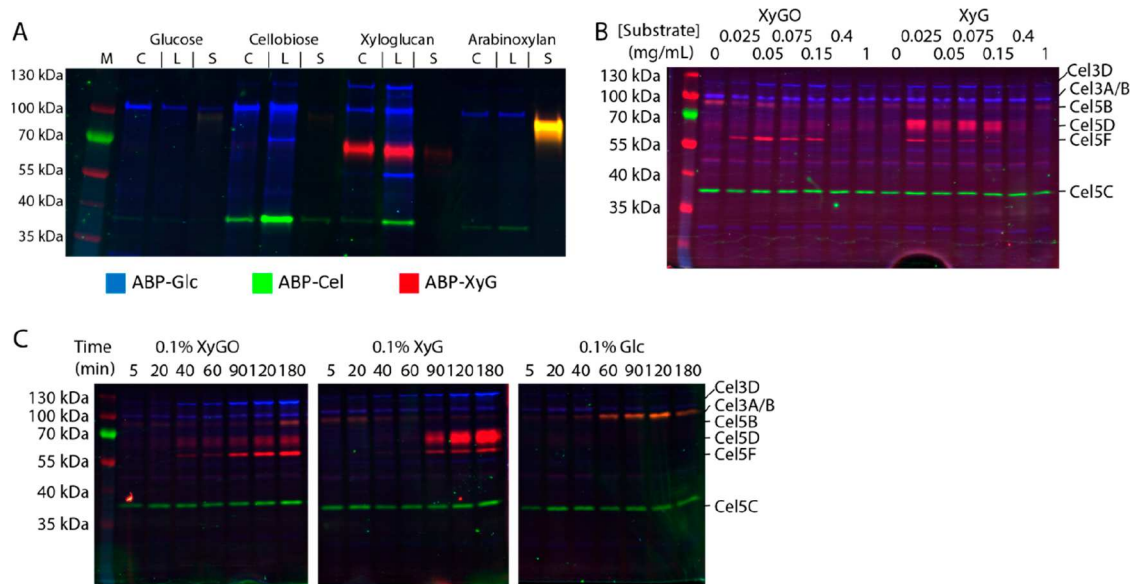 A
Glucose Cellobiose Xyloglucan Arabinoxylan
M C L S C L S C L S C L S
130 kDa
100 kDa
70 kDa
55 kDa
40 kDa
35 kDa
ABP-Glc ABP-Cel ABP-XyG
B
XyGO XyG
[Substrate] 0.025 0.075 0.4 0.025 0.075 0.4
(mg/mL) 0 0.05 0.15 1 0 0.05 0.15 1
130 kDa
100 kDa
70 kDa
55 kDa
40 kDa
35 kDa
Cel3D
Cel3A/B
Cel5B
Cel5D
Cel5F
Cel5C
C
Time 0.1% XyGO 0.1% XyG 0.1% Glc
(min) 5 20 40 60 90 120 180 5 20 40 60 90 120 180 5 20 40 60 90 120 180
130 kDa
100 kDa
70 kDa
55 kDa
40 kDa
35 kDa
Cel3D
Cel3A/B
Cel5B
Cel5D
Cel5F
Cel5C